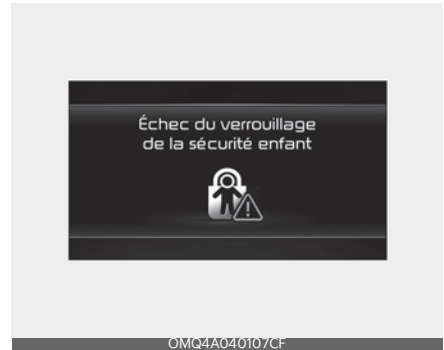 Échec du verrouillage
de la sécurité enfant
OMQ4A040107CF